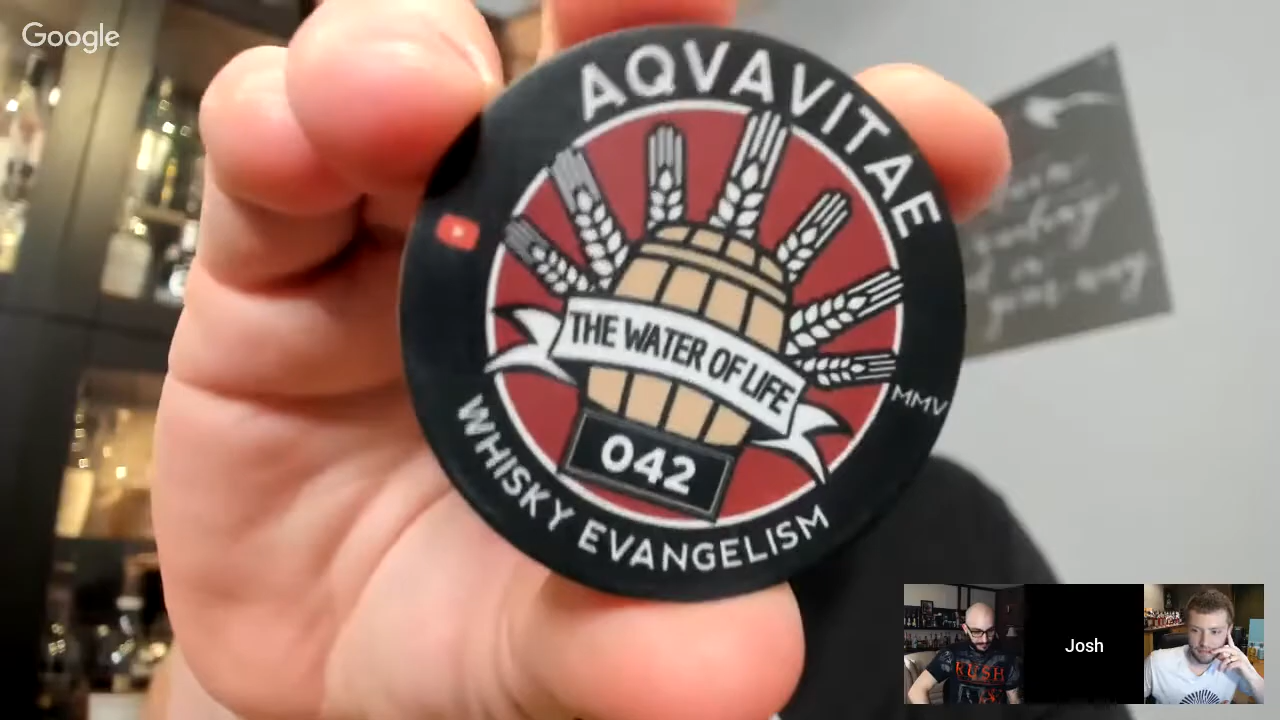 Google
AQVAVITAE
THE WATER OF LIFE
MMV
042
WHISKY EVANGELISM
Josh
RUSH